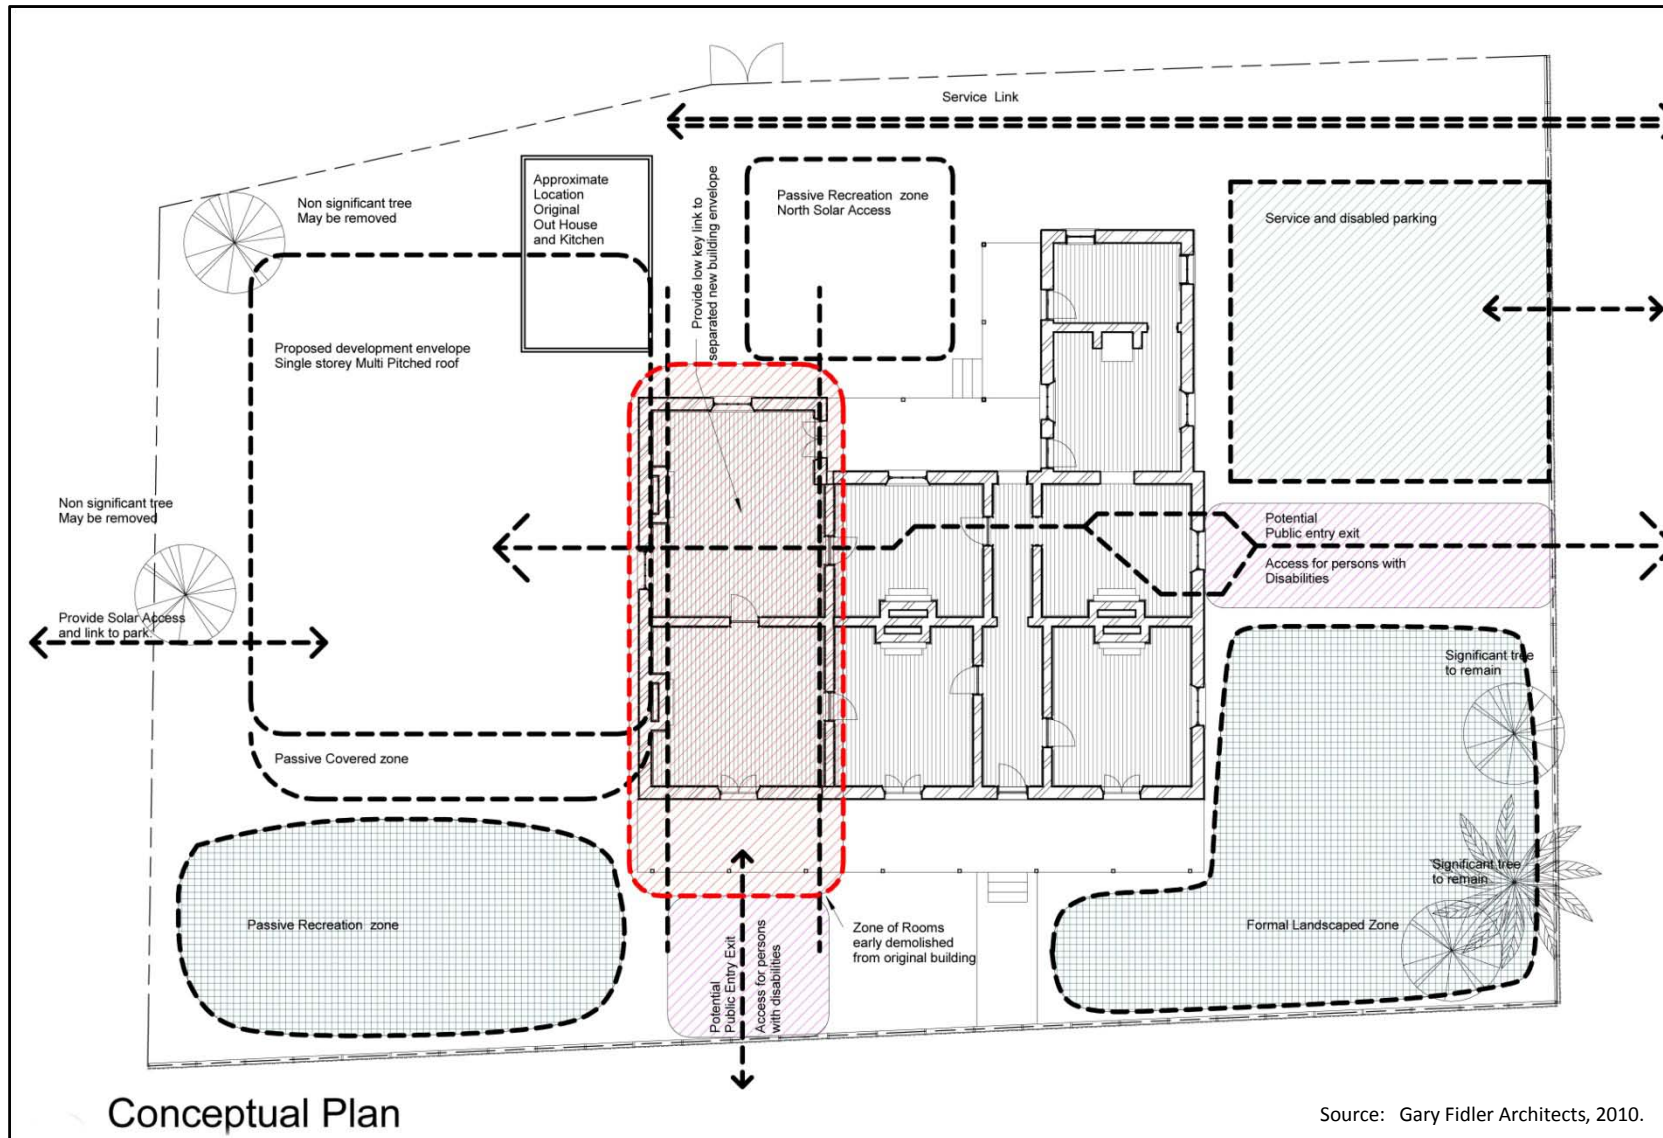 Service Link
Approximate
Location
Original
Out House
and Kitchen
Passive Recreation zone
North Solar Access
Non significant tree
May be removed
Provide low key link to
separated new building envelope
Service and disabled parking
Proposed development envelope
Single storey Multi Pitched roof
Non significant tree
May be removed
Potential
Public entry exit
Access for persons with
Disabilities
Provide Solar Access
and link to park.
Significant tree
to remain
Passive Covered zone
Significant tree
to remain
Passive Recreation zone
Potential
Public Entry Exit
Access for persons
with disabilities
Zone of Rooms
early demolished
from original building
Formal Landscaped Zone
Conceptual Plan
Source: Gary Fidler Architects, 2010.